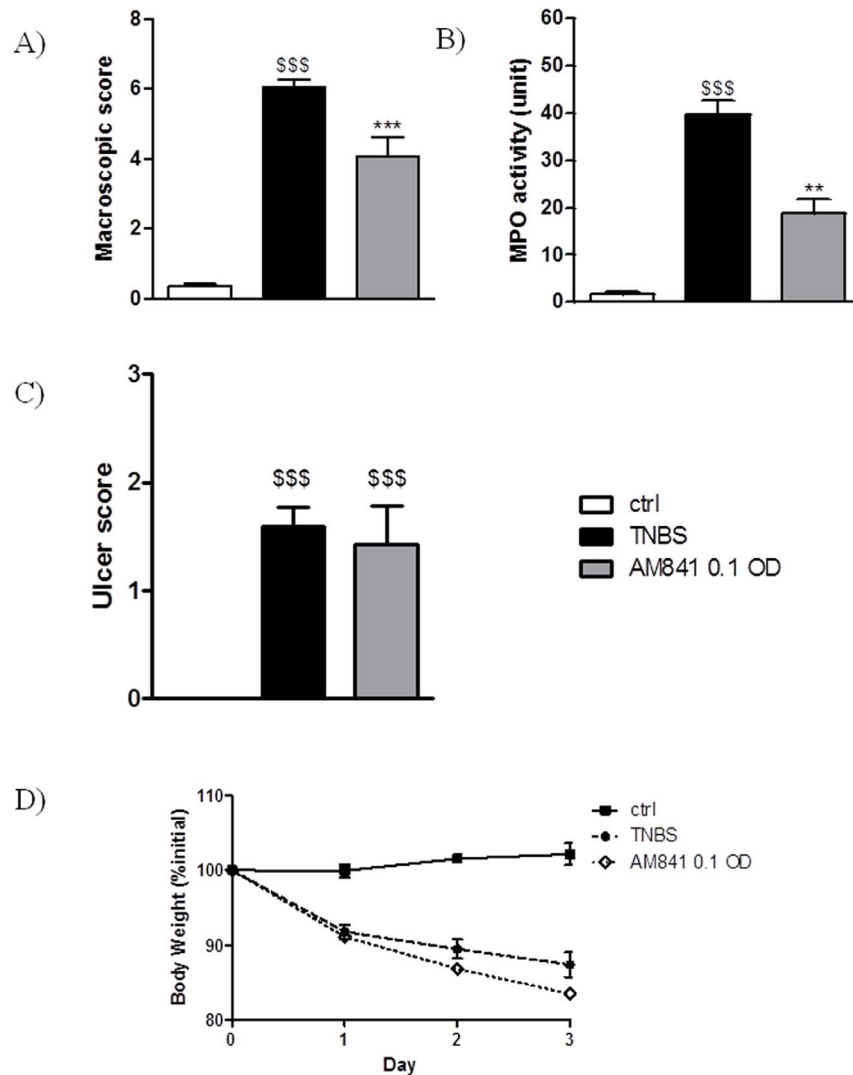 A)
Macroscopic score
8
6
4
2
0
$$$
***
B)
MPO activity (unit)
60
50
40
30
20
10
0
$$$
**
C)
Ulcer score
3
2
1
0
$$$ $$$
ctrl
TNBS
AM841 0.1 OD
D)
Body Weight (%initial)
110
100
90
80
0 1 2 3
Day
ctrl
TNBS
AM841 0.1 OD